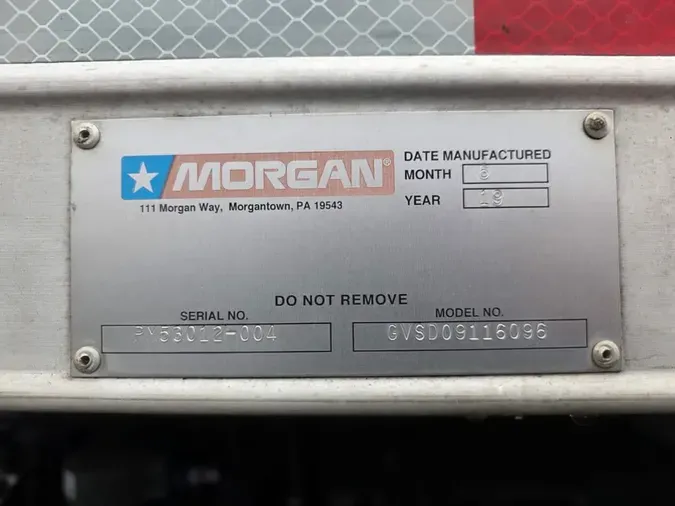 MORGAN®
111 Morgan Way, Morgantown, PA 19543
DATE MANUFACTURED
MONTH
YEAR
DO NOT REMOVE
SERIAL NO.
MODEL NO.
GVSD09116096